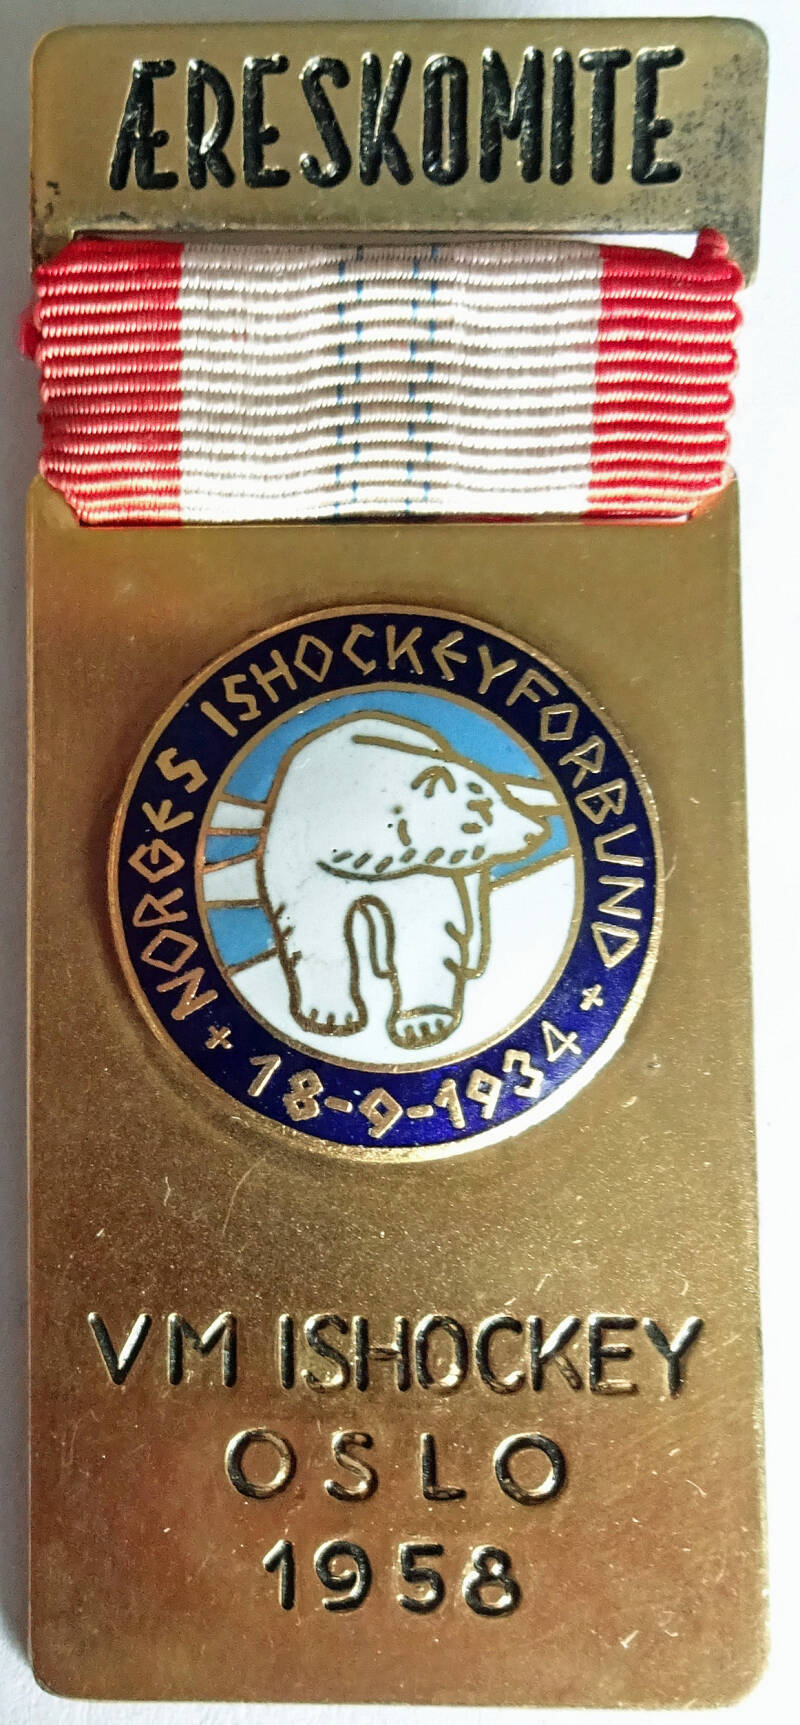 ÆRESKOMITE
NORGES ISHOCKEYFORBUND
+ 18-9-1934 +
VM ISHOCKEY
OSLO
1958